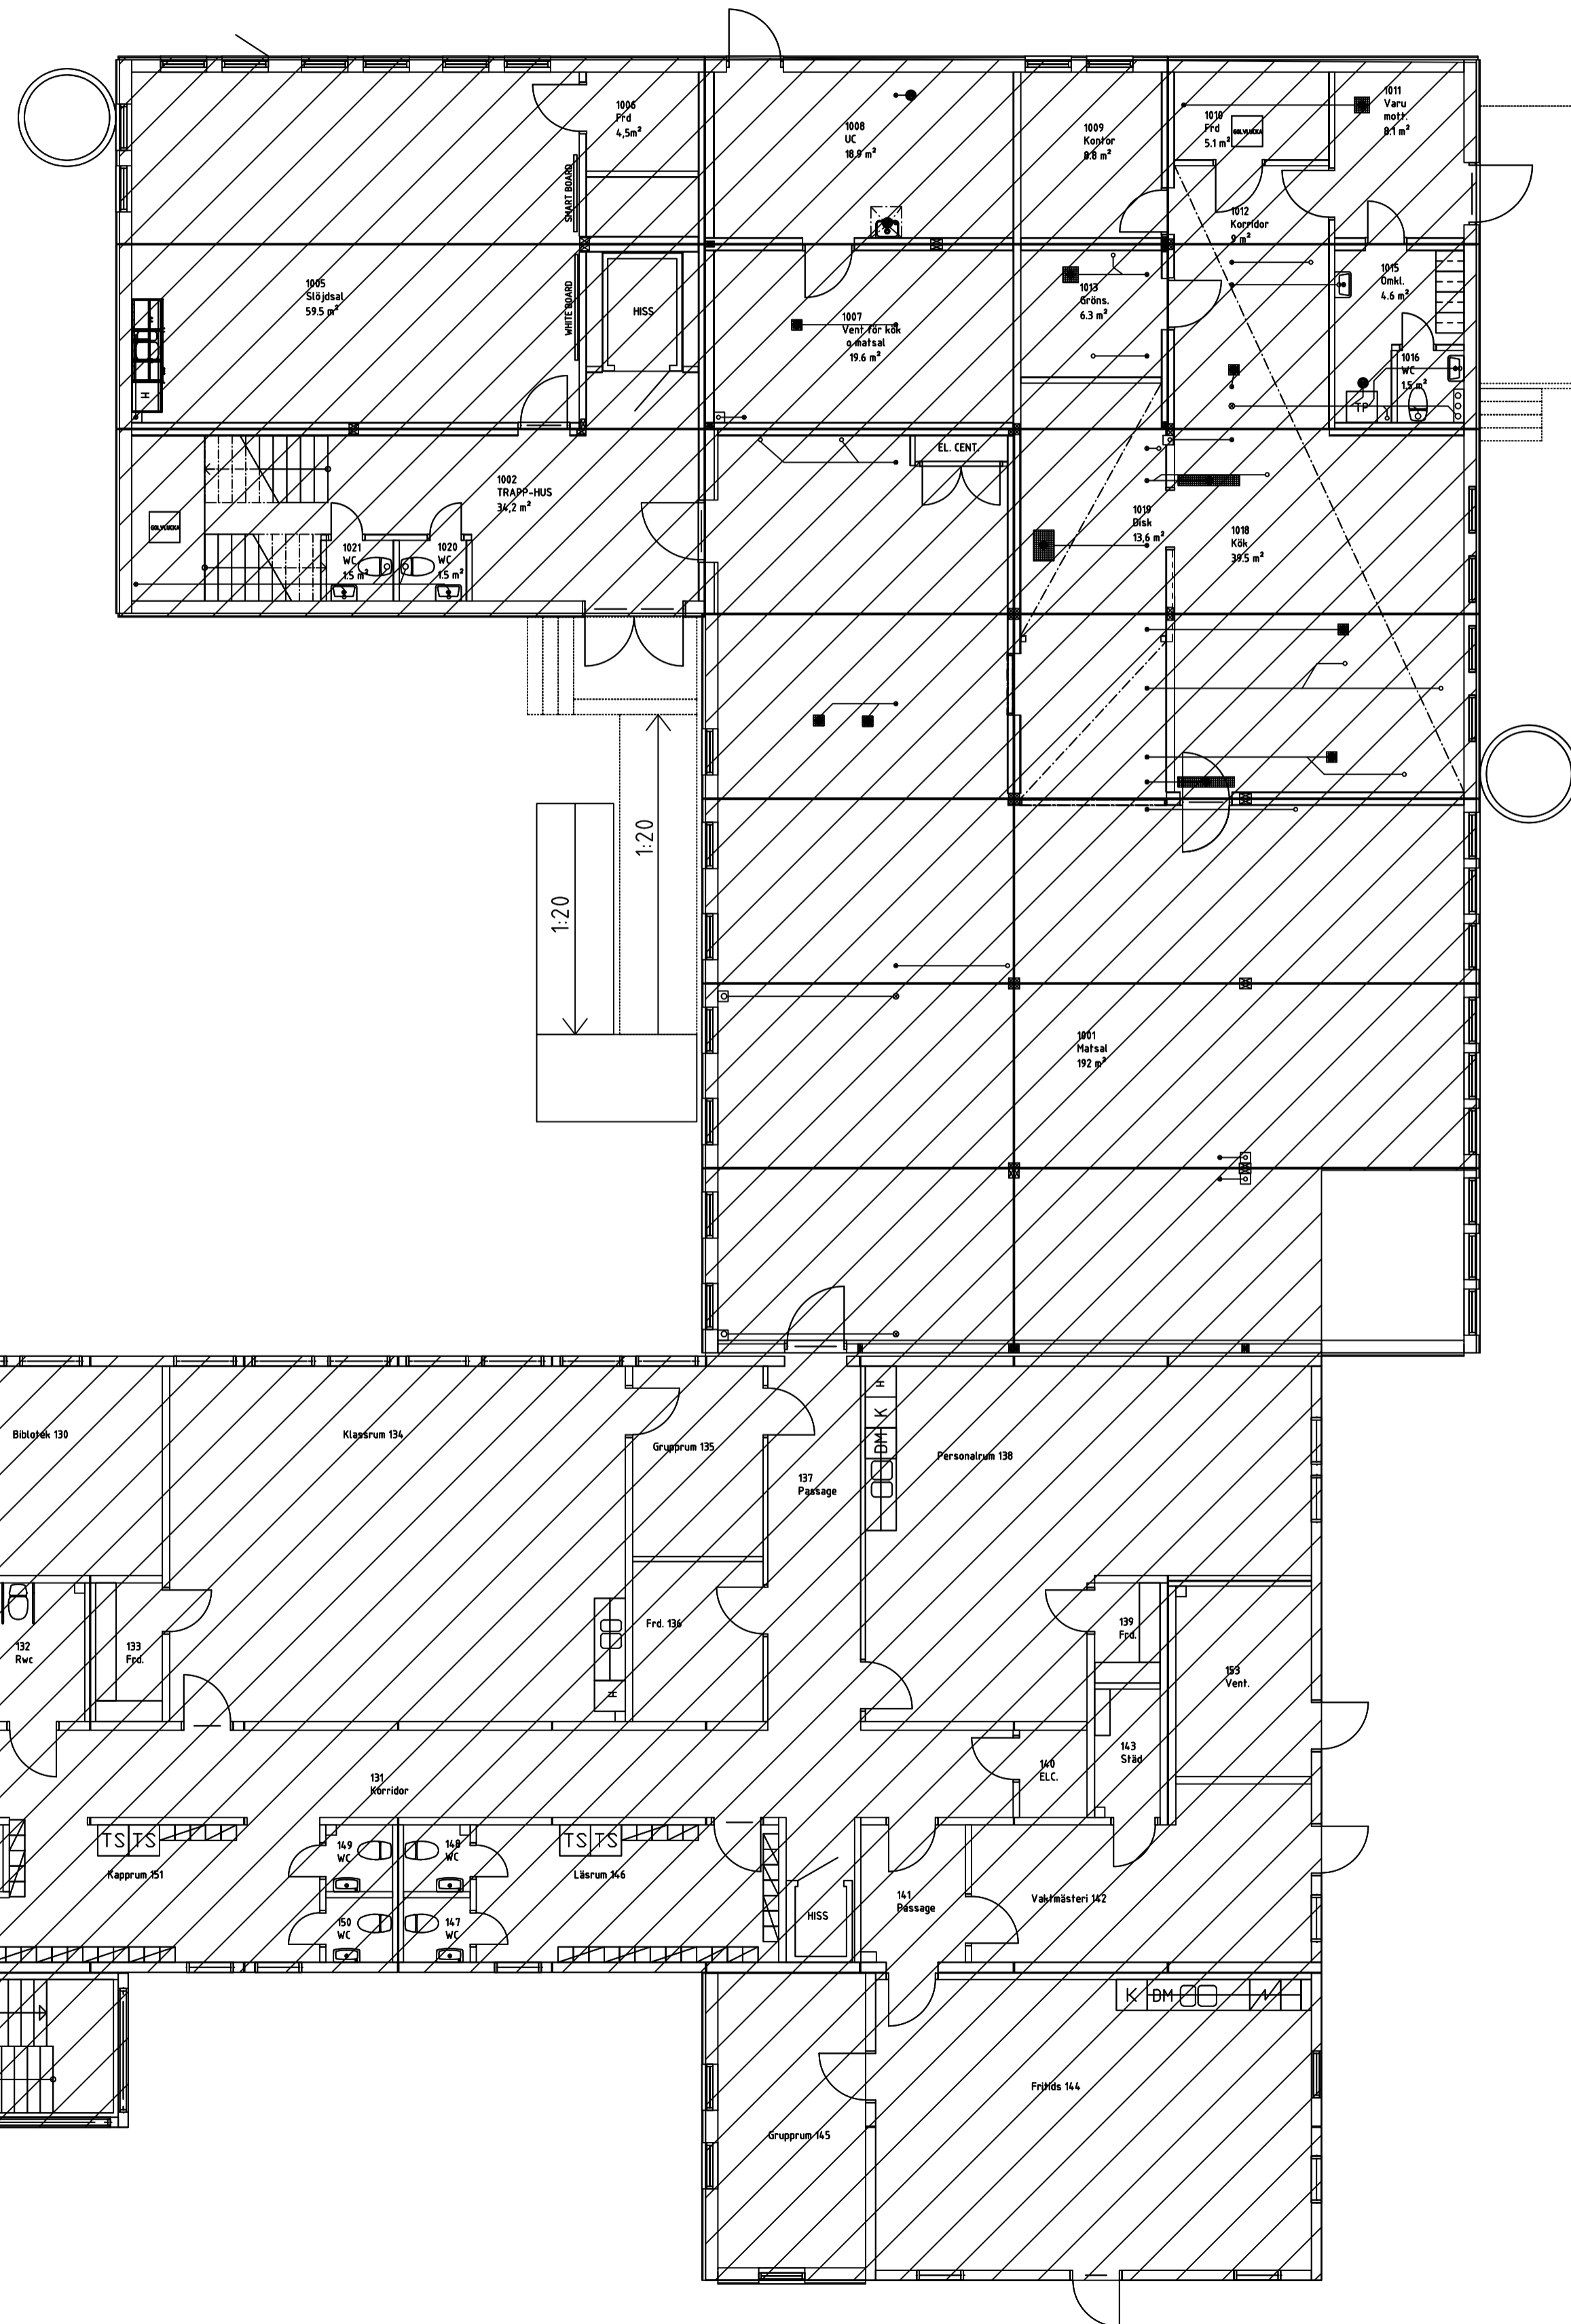 1006
Frd
4,5m²
1008
UC
18.9 m²
1009
Kontor
8.8 m²
1010
Frd
5.1 m²
GOLVLUCKA
1011
Varu
mott.
8.1 m²
SMART BOARD
1012
Korridor
9 m²
1005
Slöjdsal
59.5 m²
WHITEBOARD
HISS
1007
Vent för kök
o matsal
19.6 m²
1013
Gröns.
6.3 m²
1015
Omkl.
4.6 m²
1016
WC
1.5 m²
TP
H
EL. CENT.
1002
TRAPP-HUS
34,2 m²
GOLVLUCKA
1021
WC
1.5 m²
1020
WC
1.5 m²
1019
Disk
13,6 m²
1018
Kök
39.5 m²
1:20
1:20
1001
Matsal
192 m²
Biblotek 130
Klassrum 134
Grupprum 135
137
Passage
H
K
DM
Personalrum 138
132
Rwc
133
Frd.
Frd. 136
H
139
Frd.
153
Vent.
131
Korridor
140
ELC.
143
Städ
TS TS
Kapprum 151
149
WC
148
WC
TS TS
Läsrum 146
150
WC
147
WC
HISS
141
Passage
Vaktmästeri 142
K DM
Fritids 144
Grupprum 145